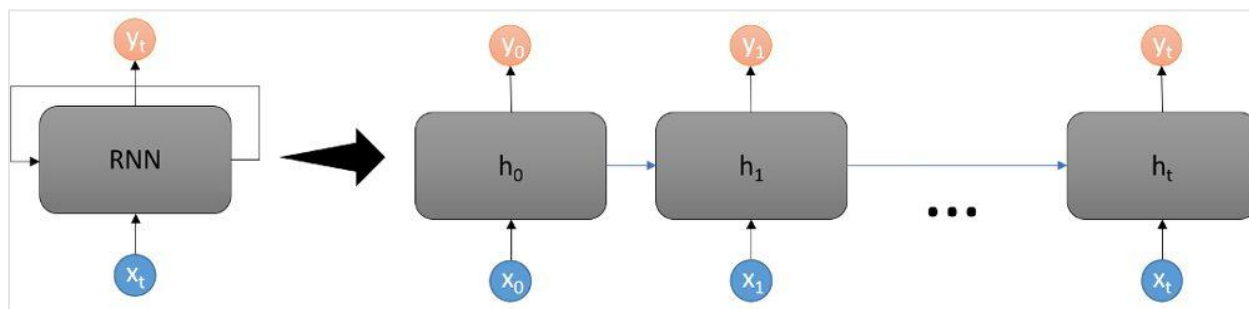 yₜ y₀ y₁ yₜ
RNN h₀ h₁ ... hₜ
xₜ x₀ x₁ xₜ